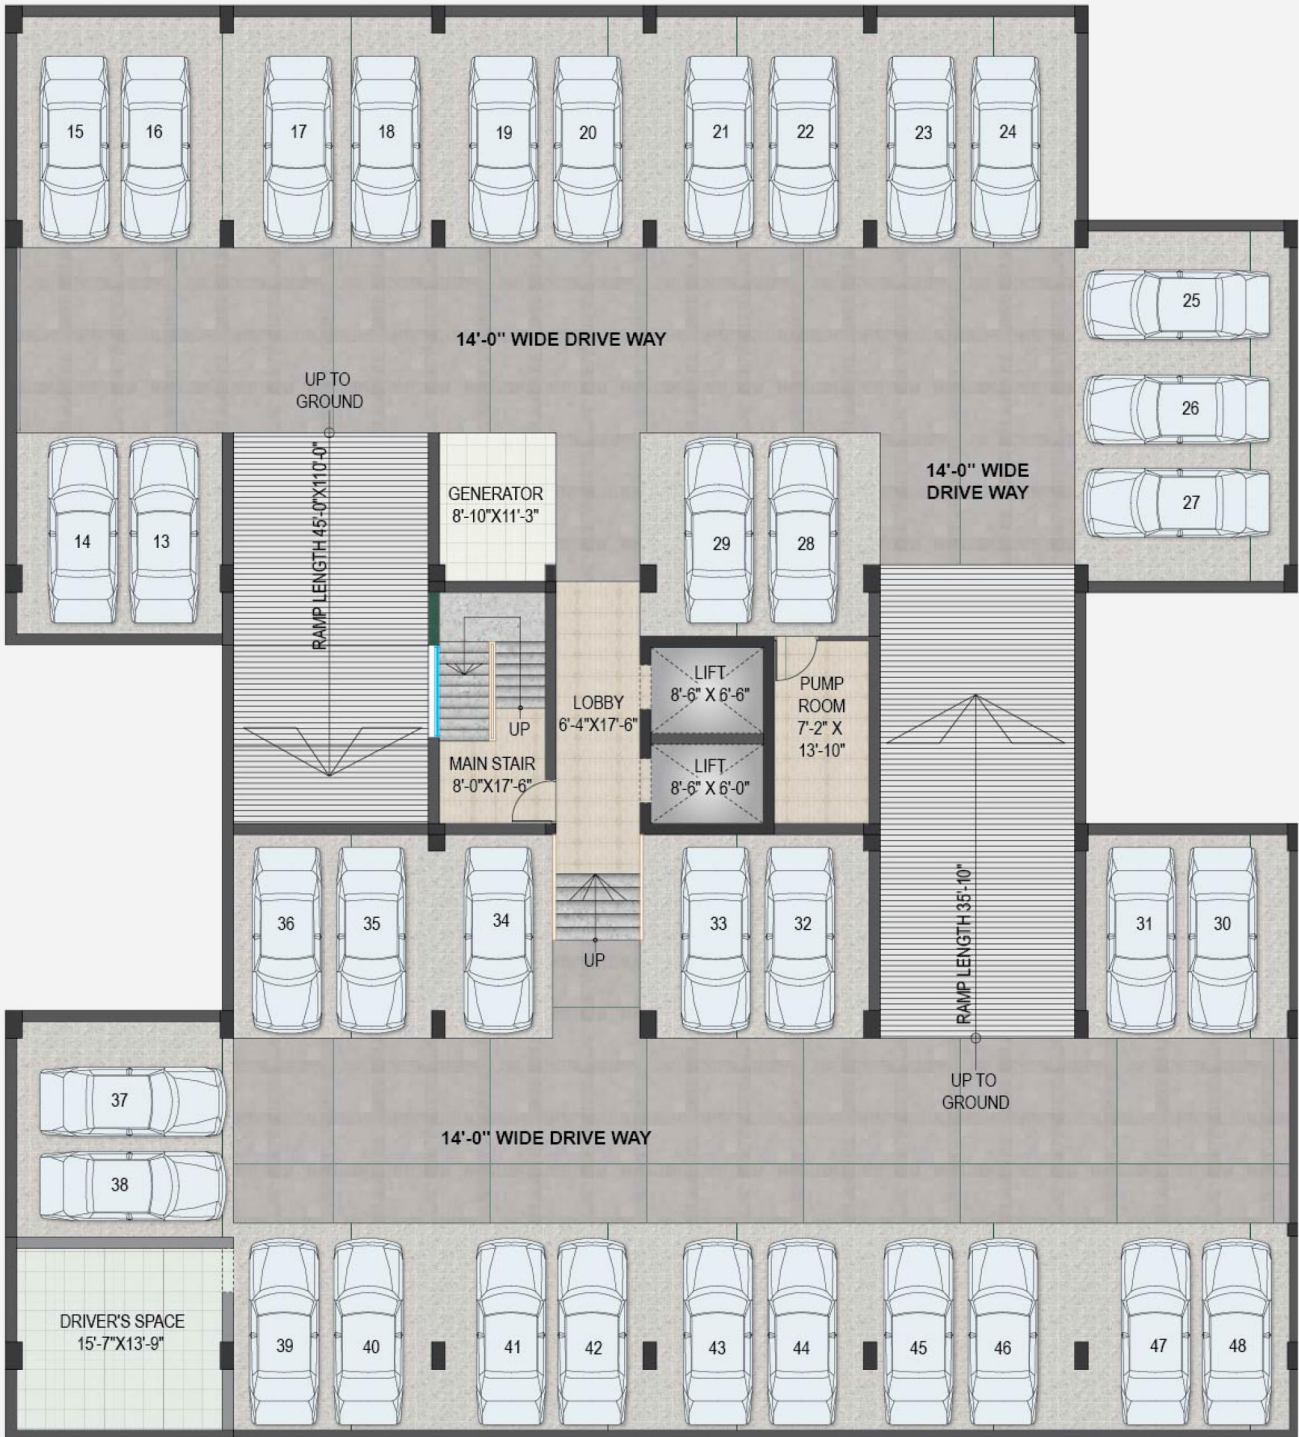 15
16
17
18
19
20
21
22
23
24
25
14'-0" WIDE DRIVE WAY
UP TO
GROUND
26
14'-0" WIDE
DRIVE WAY
27
14
13
RAMP LENGTH 45'-0"X110'-0"
GENERATOR
8'-10"X11'-3"
29
28
LOBBY
6'-4"X17'-6"
LIFT
8'-6" X 6'-6"
PUMP
ROOM
7'-2" X
13'-10"
UP
MAIN STAIR
8'-0"X17'-6"
LIFT
8'-6" X 6'-0"
36
35
34
33
32
RAMP LENGTH 35'-10"
31
30
UP
37
UP TO
GROUND
14'-0" WIDE DRIVE WAY
38
DRIVER'S SPACE
15'-7"X13'-9"
39
40
41
42
43
44
45
46
47
48